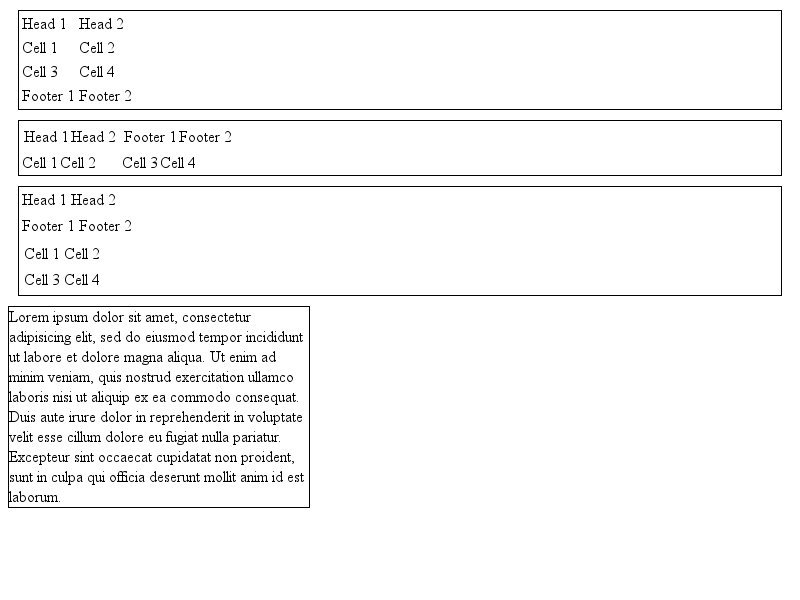 Head 1 Head 2
Cell 1 Cell 2
Cell 3 Cell 4
Footer 1 Footer 2
Head 1 Head 2 Footer 1 Footer 2
Cell 1 Cell 2 Cell 3 Cell 4
Head 1 Head 2
Footer 1 Footer 2
Cell 1 Cell 2
Cell 3 Cell 4
Lorem ipsum dolor sit amet, consectetur
adipisicing elit, sed do eiusmod tempor incididunt
ut labore et dolore magna aliqua. Ut enim ad
minim veniam, quis nostrud exercitation ullamco
laboris nisi ut aliquip ex ea commodo consequat.
Duis aute irure dolor in reprehenderit in voluptate
velit esse cillum dolore eu fugiat nulla pariatur.
Excepteur sint occaecat cupidatat non proident,
sunt in culpa qui officia deserunt mollit anim id est
laborum.